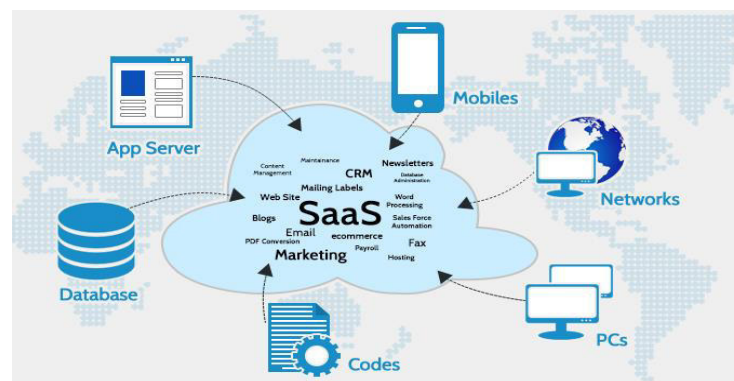 Mobiles
App Server
Maintainance
Content
Management
CRM
Newsletters
Database
Administration
Mailing Labels
Web Site
Word
Processing
SaaS
Blogs
Sales Force
Automation
Email
ecommerce
PDF Conversion
Payroll
Fax
Marketing
Hosting
Networks
Database
PCs
Codes